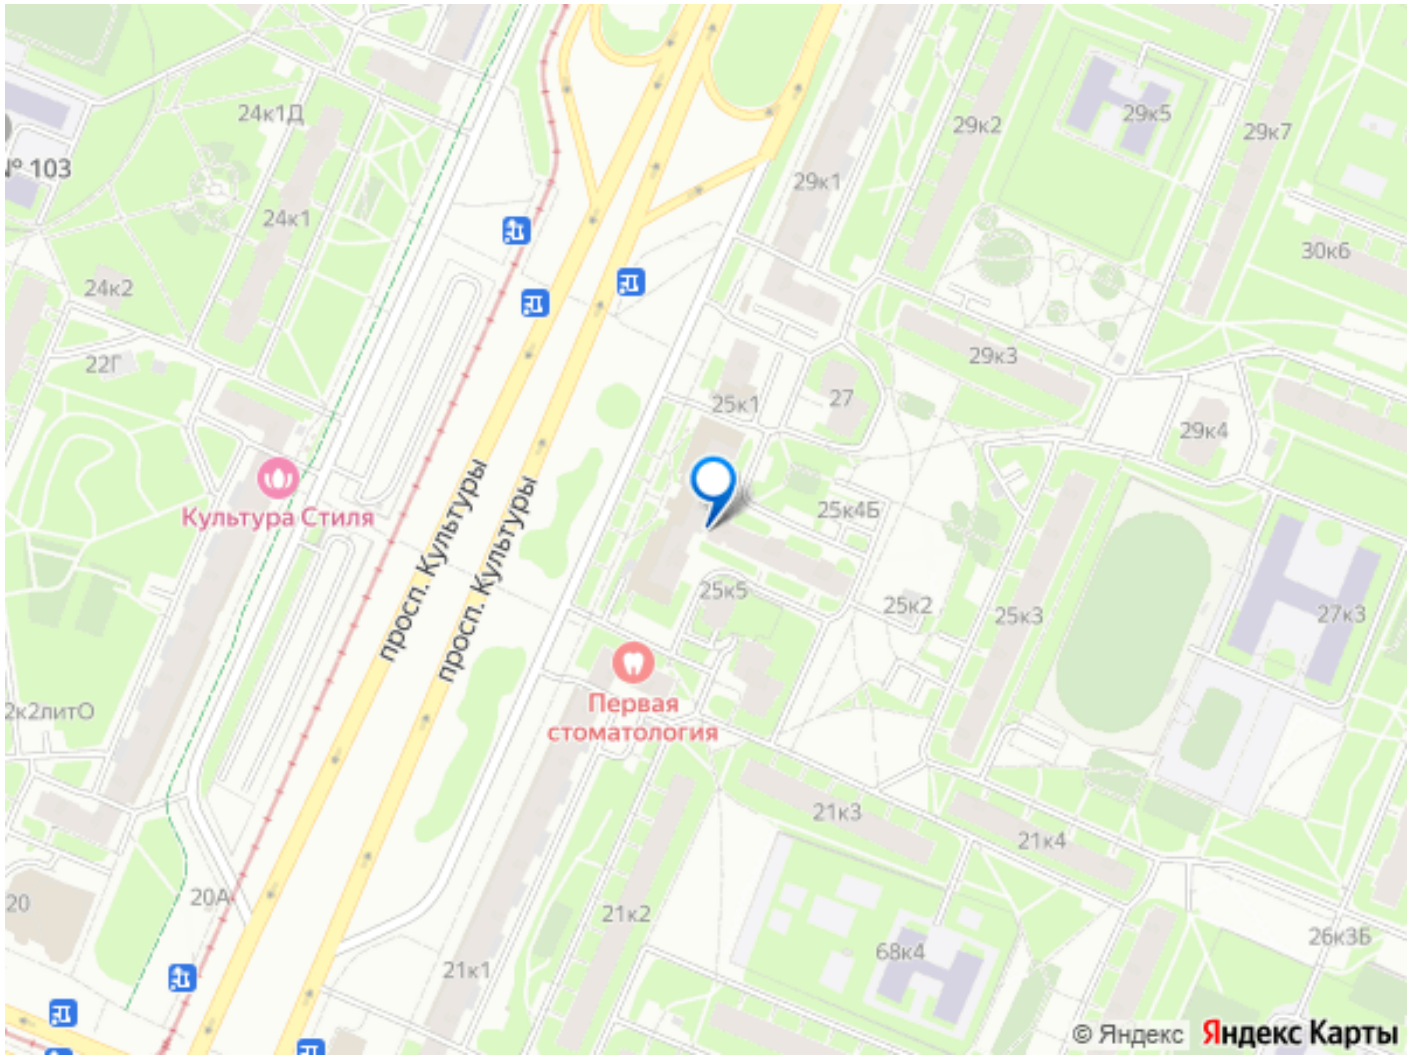 24к1Д
29к2
29к5
29к7
№ 103
29к1
24к1
30к6
24к2
22Г
29к3
25к1
27
29к4
просп. Культуры
просп. Культуры
Культура Стиля
25к4Б
25к5
25к2
25к3
27к3
Первая
стоматология
2к2литО
21к3
21к4
20
20А
21к2
68к4
26к3Б
21к1
© Яндекс
Яндекс Карты